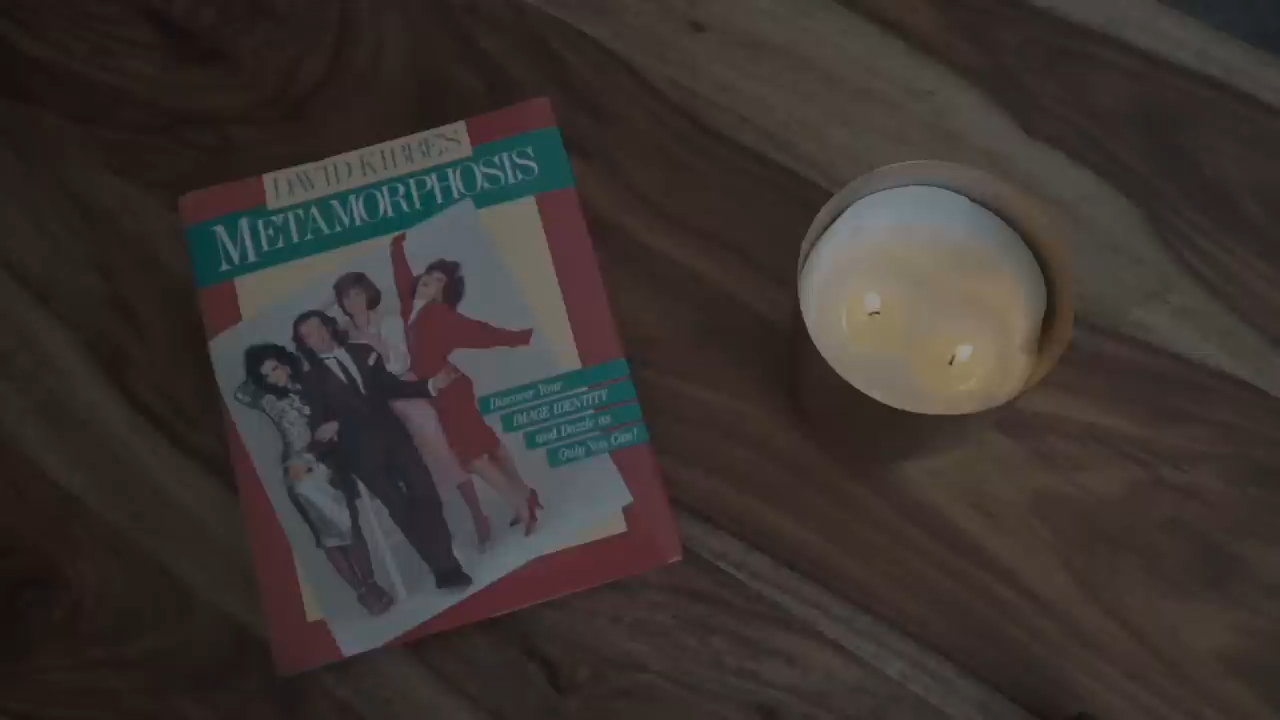 DAVID KIBBE'S
METAMORPHOSIS
Discover Your
IMAGE IDENTITY
and Dazzle as
Only You Can!